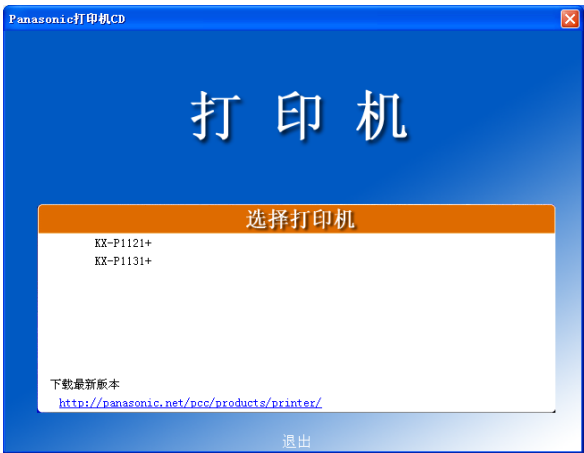 Panasonic打印机CD
打印机
选择打印机
KX-P1121+
KX-P1131+
下载最新版本
http://panasonic.net/pcc/products/printer/
退出